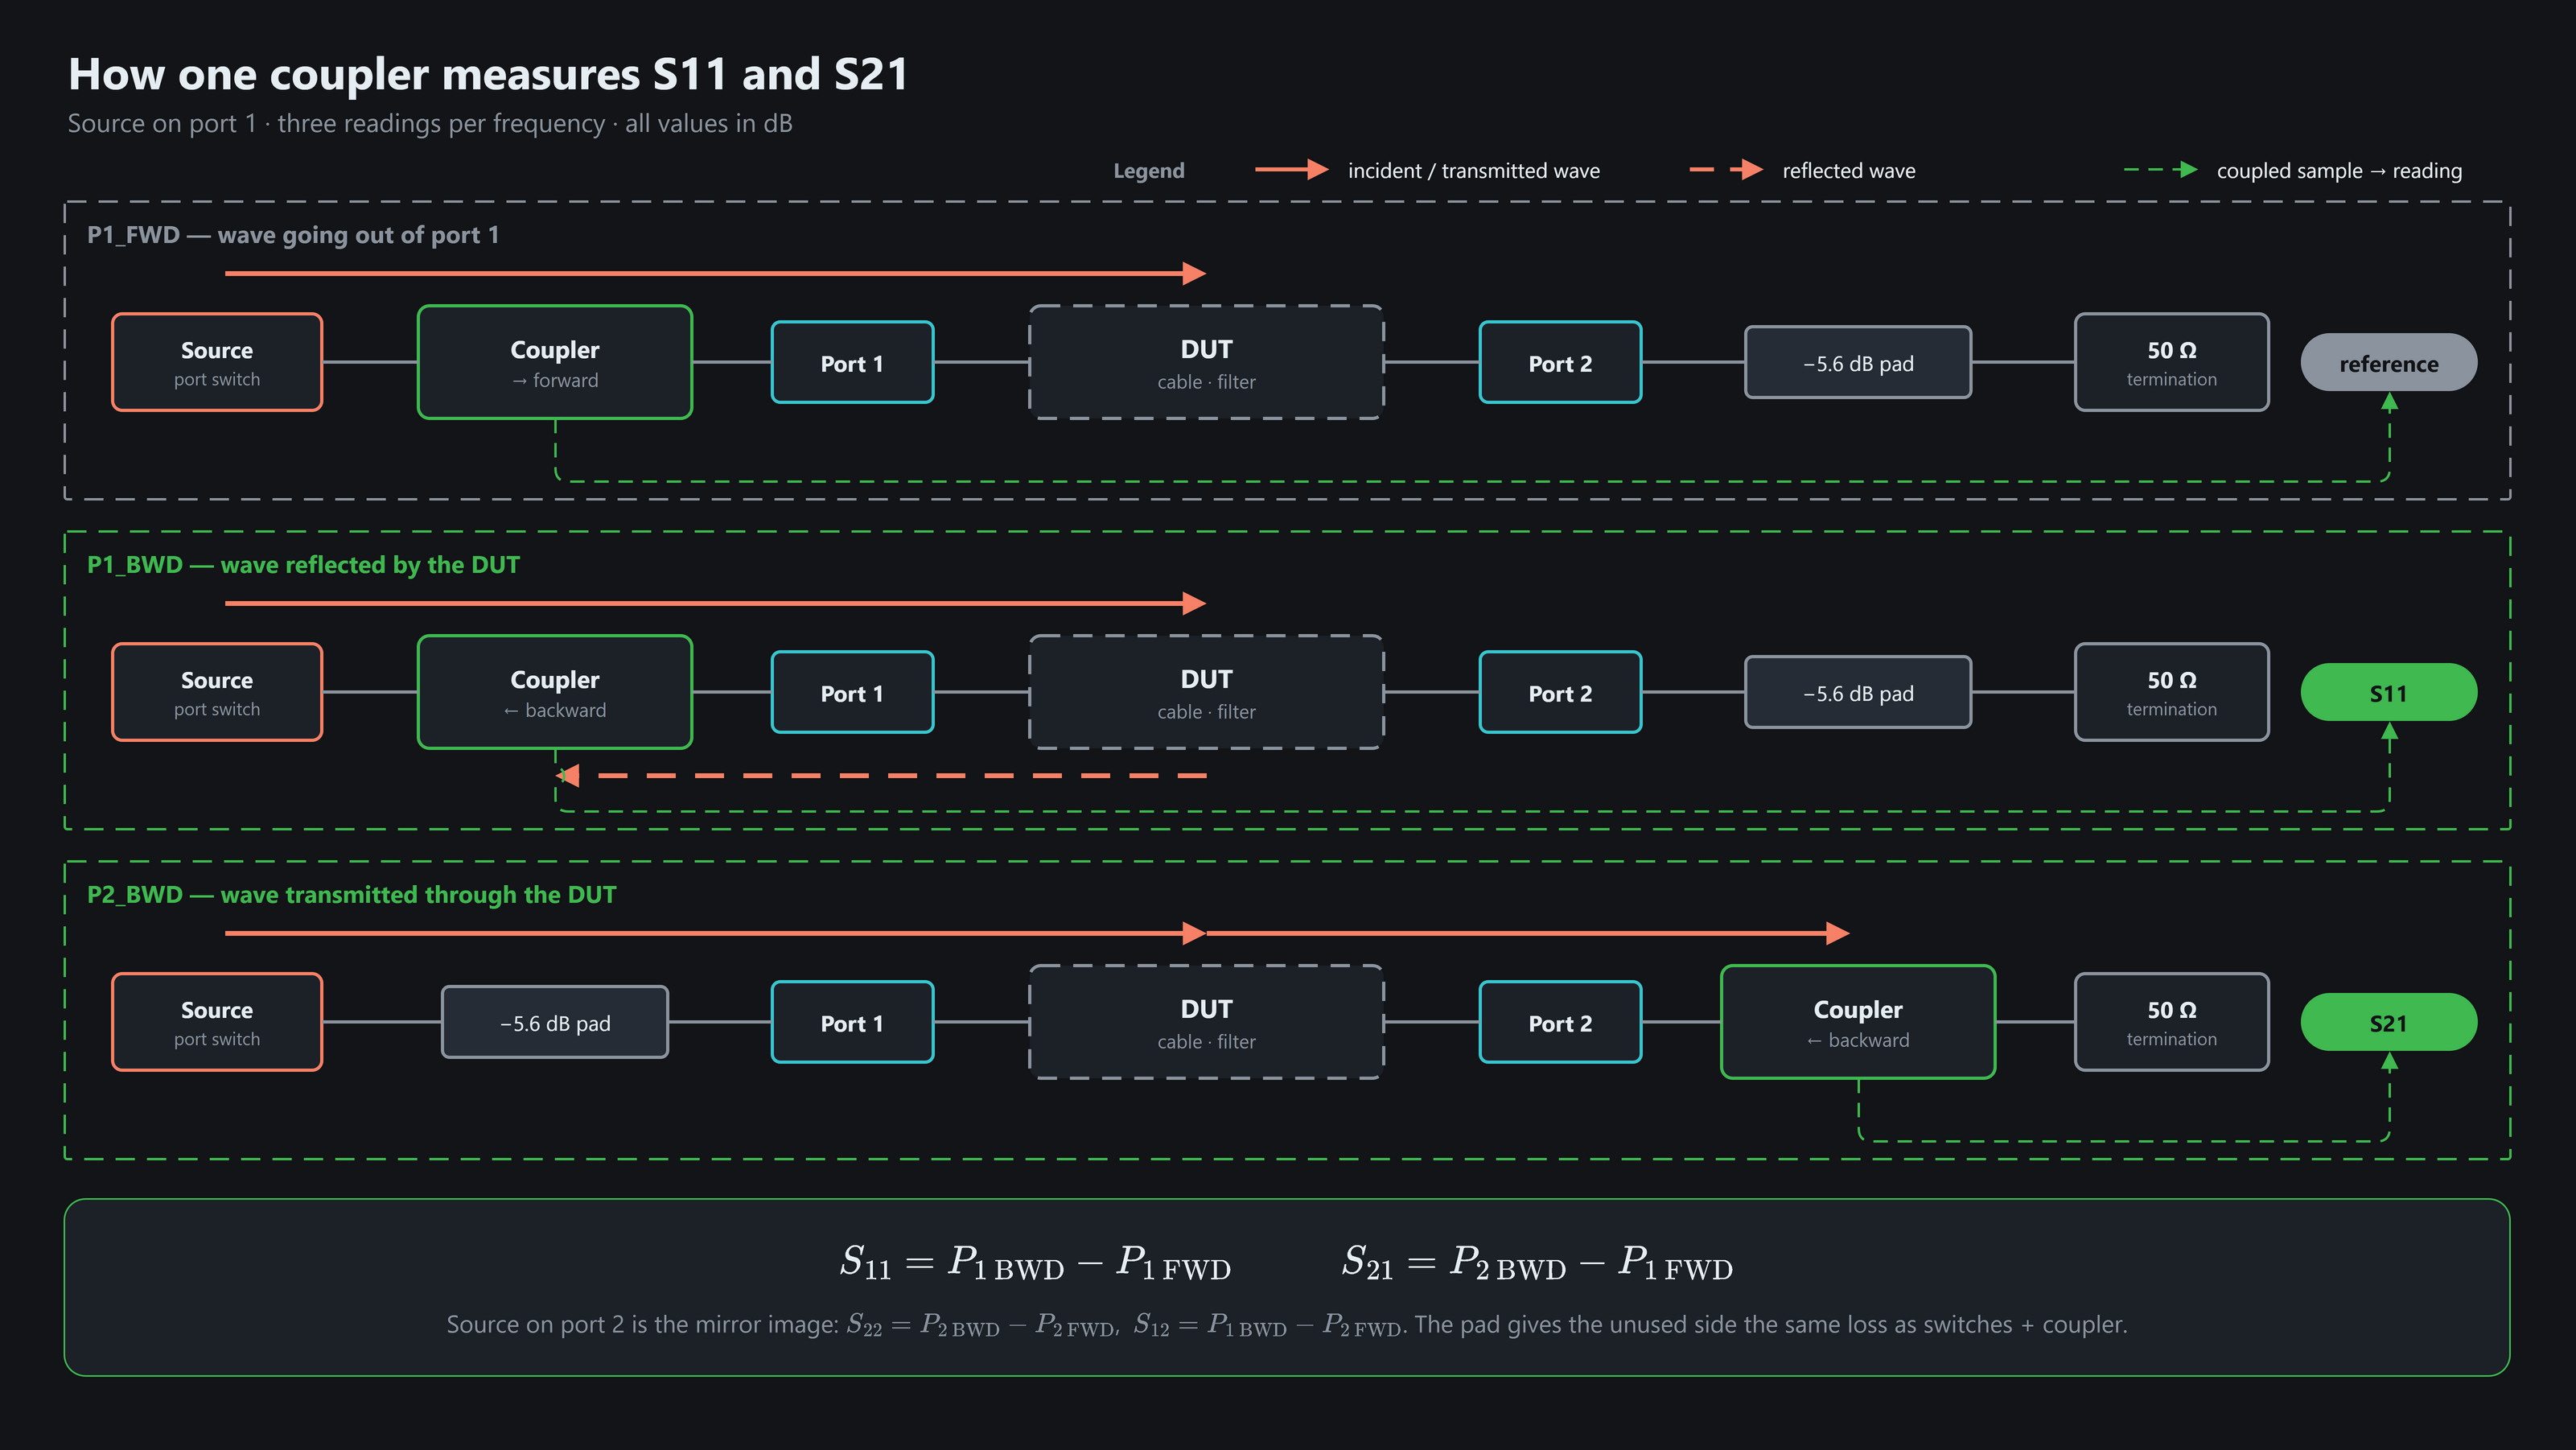 How one coupler measures S11 and S21
Source on port 1 · three readings per frequency · all values in dB
Legend
incident / transmitted wave
reflected wave
coupled sample → reading
P1_FWD — wave going out of port 1
Source
port switch
Coupler
→ forward
Port 1
DUT
cable · filter
Port 2
−5.6 dB pad
50 Ω
termination
reference
P1_BWD — wave reflected by the DUT
Source
port switch
Coupler
← backward
Port 1
DUT
cable · filter
Port 2
−5.6 dB pad
50 Ω
termination
S11
P2_BWD — wave transmitted through the DUT
Source
port switch
−5.6 dB pad
Port 1
DUT
cable · filter
Port 2
Coupler
← backward
50 Ω
termination
S21
S11 = P1 BWD − P1 FWD
S21 = P2 BWD − P1 FWD
Source on port 2 is the mirror image: S22 = P2 BWD − P2 FWD, S12 = P1 BWD − P2 FWD. The pad gives the unused side the same loss as switches + coupler.